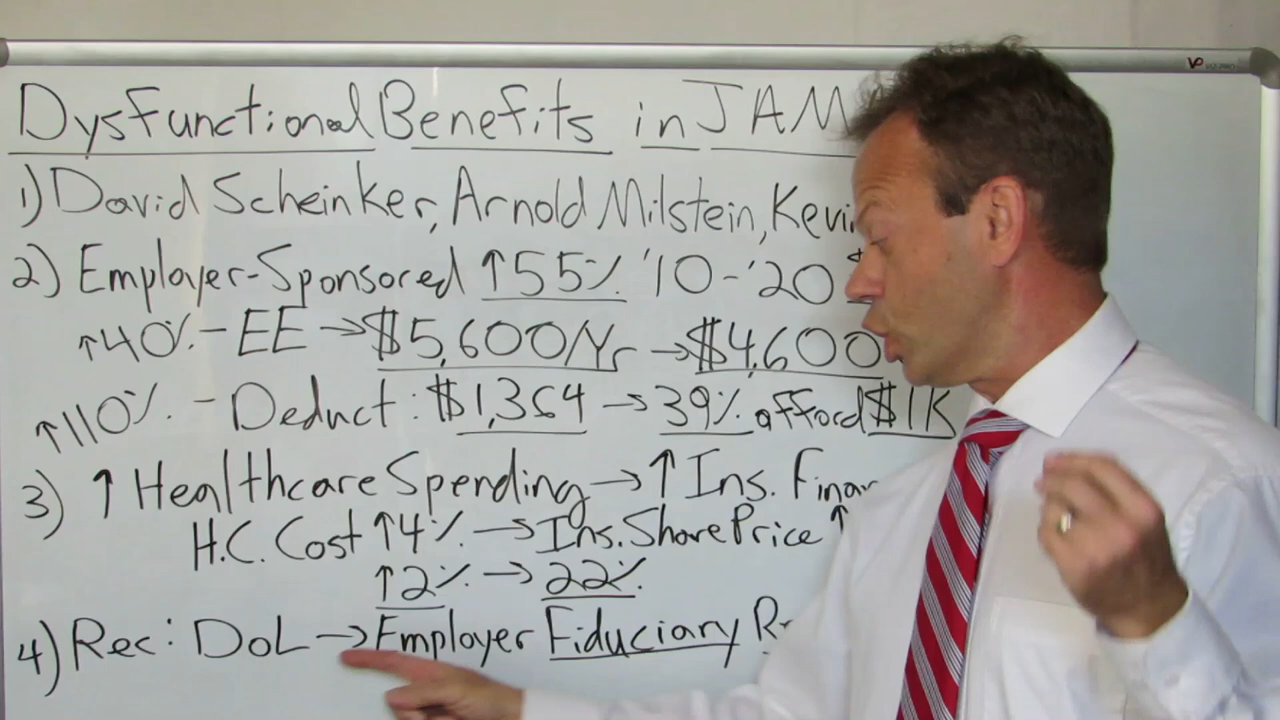 VIZ-PRO
Dysfunctional Benefits in JAM
1) David Scheinker, Arnold Milstein, Kevi
2) Employer-Sponsored ↑55% '10-'20
↑40% - EE → $5,600/Yr → $4,600
↑110% - Deduct: $1,364 → 39% afford $1K
3) ↑ Healthcare Spending → ↑ Ins. Finan
H.C. Cost ↑4% → Ins. Share Price ↑
↑2% → 22%
4) Rec: DoL → Employer Fiduciary R